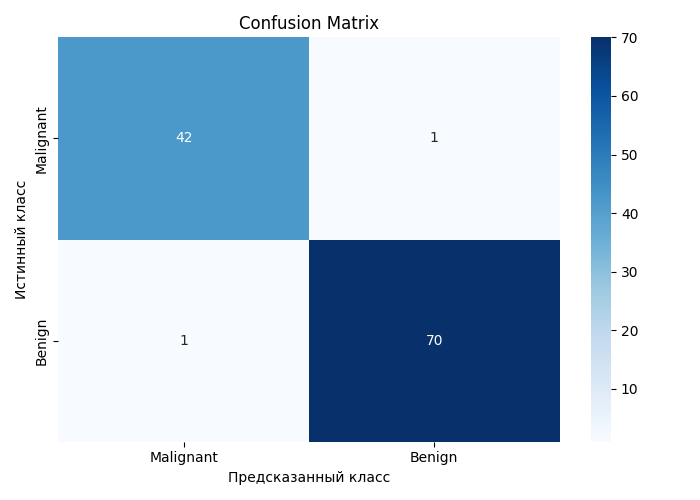 Confusion Matrix
Истинный класс
Malignant
42
1
Benign
1
70
Malignant
Benign
Предсказанный класс
70
60
50
40
30
20
10